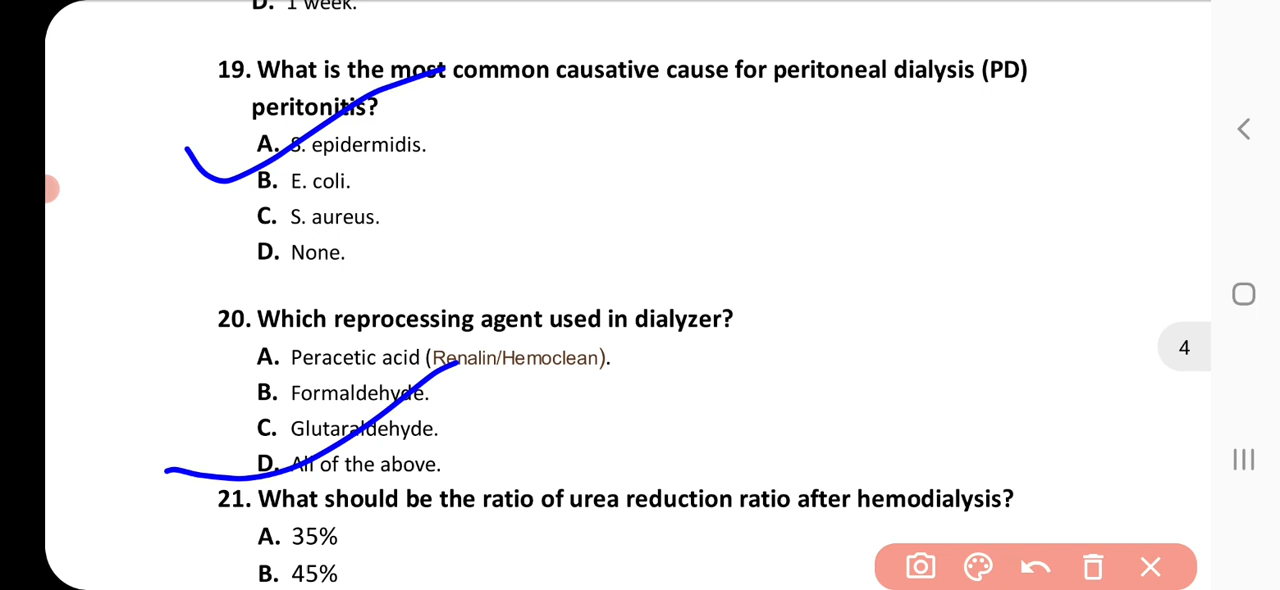 D. 1 week.
19. What is the most common causative cause for peritoneal dialysis (PD)
peritonitis?
A. S. epidermidis.
B. E. coli.
C. S. aureus.
D. None.
20. Which reprocessing agent used in dialyzer?
A. Peracetic acid (Renalin/Hemoclean).
B. Formaldehyde.
C. Glutaraldehyde.
D. All of the above.
21. What should be the ratio of urea reduction ratio after hemodialysis?
A. 35%
B. 45%
4